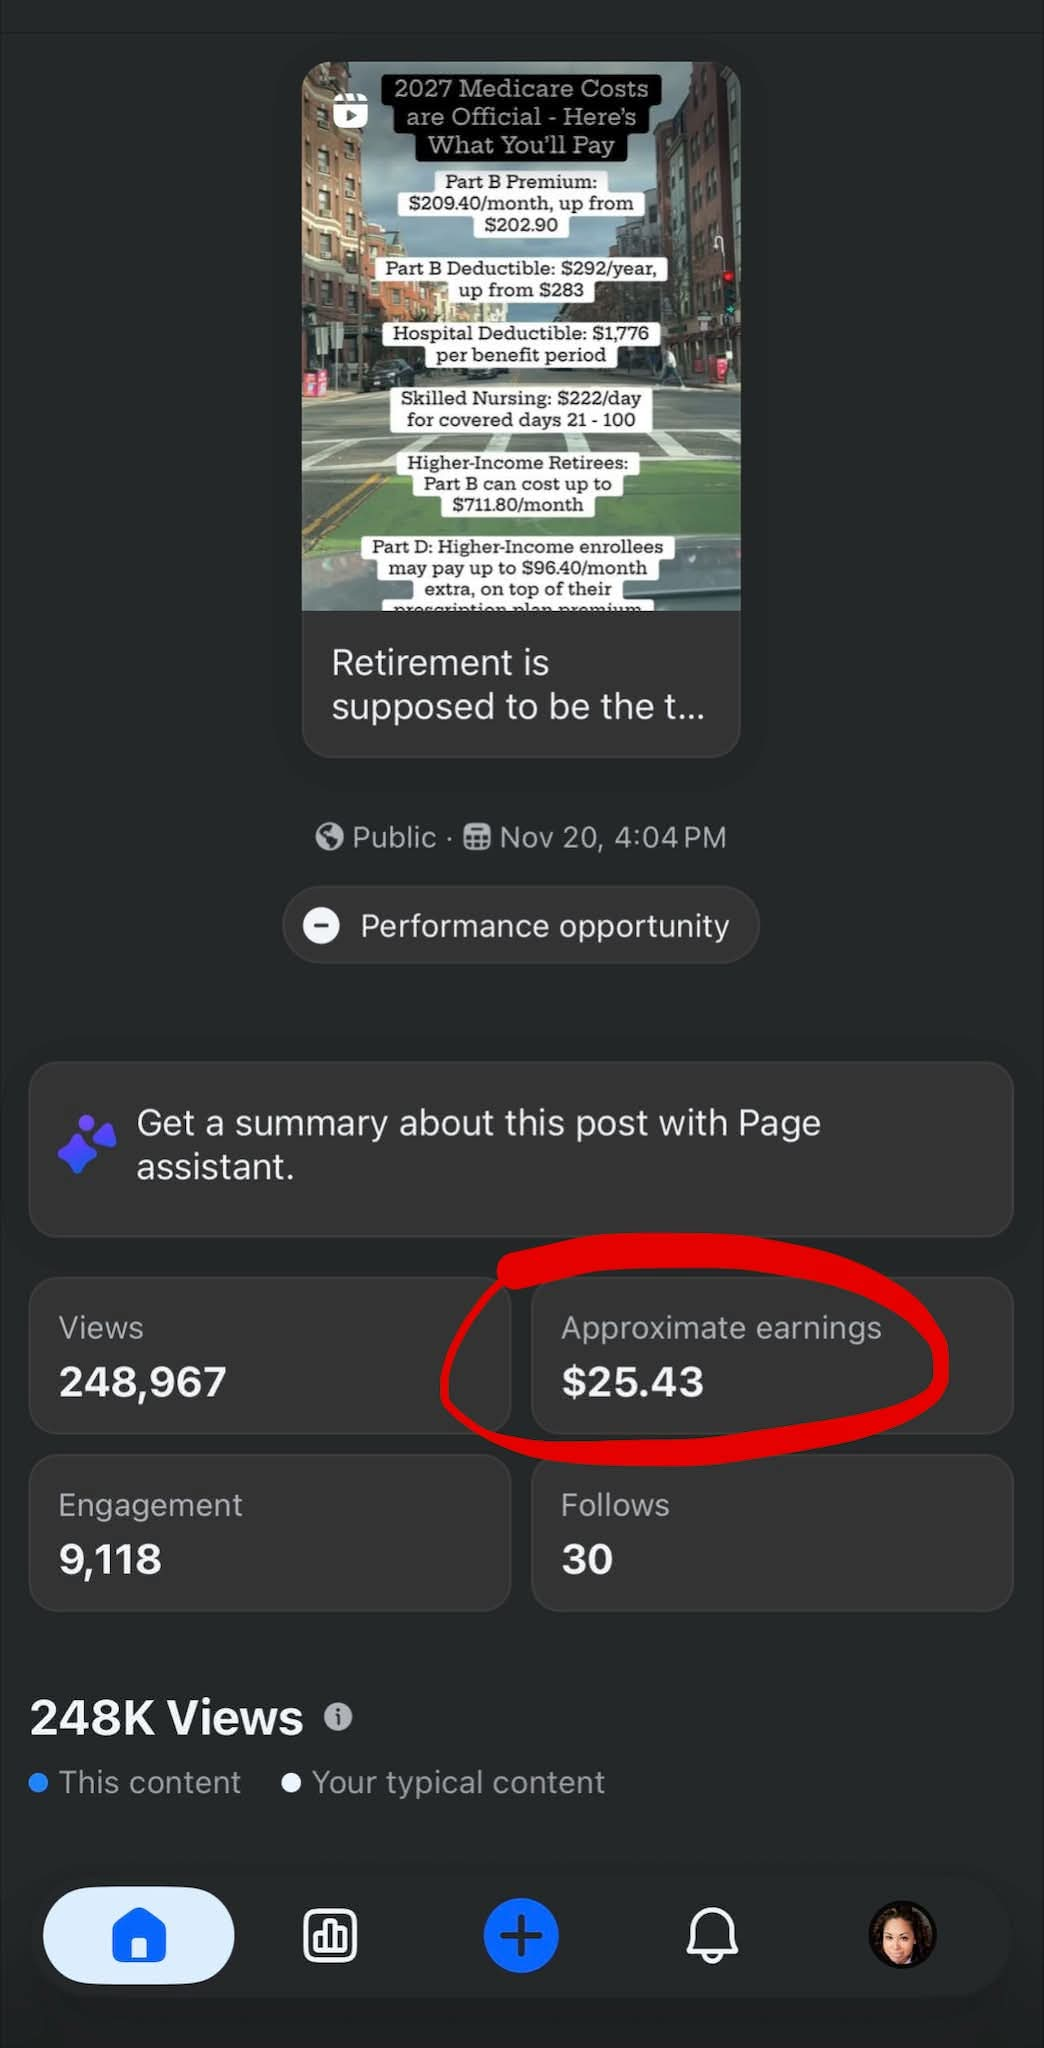 2027 Medicare Costs
are Official - Here's
What You'll Pay
Part B Premium:
$209.40/month, up from
$202.90
Part B Deductible: $292/year,
up from $283
Hospital Deductible: $1,776
per benefit period
Skilled Nursing: $222/day
for covered days 21 - 100
Higher-Income Retirees:
Part B can cost up to
$711.80/month
Part D: Higher-Income enrollees
may pay up to $96.40/month
extra, on top of their
prescription plan premium
Retirement is
supposed to be the t...
Public · Nov 20, 4:04 PM
Performance opportunity
Get a summary about this post with Page
assistant.
Views
248,967
Approximate earnings
$25.43
Engagement
9,118
Follows
30
248K Views
This content
Your typical content